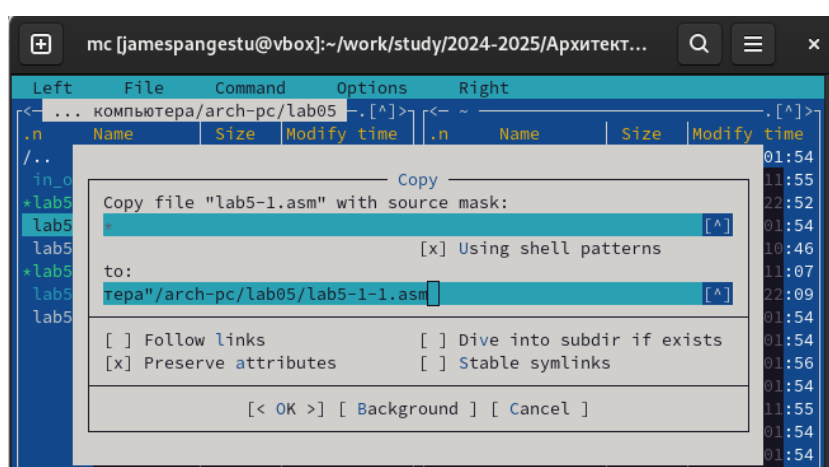 mc [jamespangestu@vbox]:~/work/study/2024-2025/Архитект...
Left File Command Options Right
<─ ... компьютера/arch-pc/lab05 ─.[^]> <─ ~ ─.[^]>
.n Name Size Modify time .n Name Size Modify time
/.. 01:54
in_o 11:55
*lab5 22:52
lab5 01:54
lab5 10:46
*lab5 11:07
lab5 22:09
lab5 01:54
01:54
01:56
01:54
11:55
01:54
01:54
Copy
Copy file "lab5-1.asm" with source mask:
* [^]
[x] Using shell patterns
to:
тера"/arch-pc/lab05/lab5-1-1.asm [^]
[ ] Follow links [ ] Dive into subdir if exists
[x] Preserve attributes [ ] Stable symlinks
[< OK >] [ Background ] [ Cancel ]